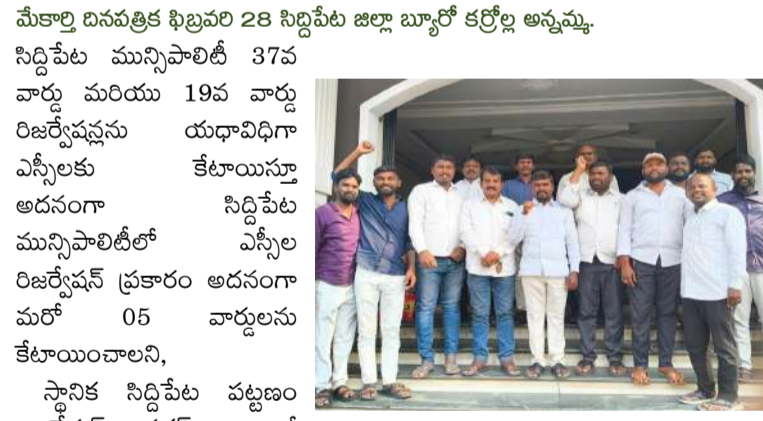 మేకార్తి దినపత్రిక ఫిబ్రవరి 28 సిద్దిపేట జిల్లా బ్యూరో కర్రోల్ల అన్నమ్మ.
సిద్దిపేట మున్సిపాలిటీ 37వ
వార్డు మరియు 19వ వార్డు
రిజర్వేషన్లను యధావిధిగా
ఎస్సీలకు కేటాయిస్తూ
అదనంగా సిద్దిపేట
మున్సిపాలిటీలో ఎస్సీల
రిజర్వేషన్ ప్రకారం అదనంగా
మరో 05 వార్డులను
కేటాయించాలని,
స్థానిక సిద్దిపేట పట్టణం